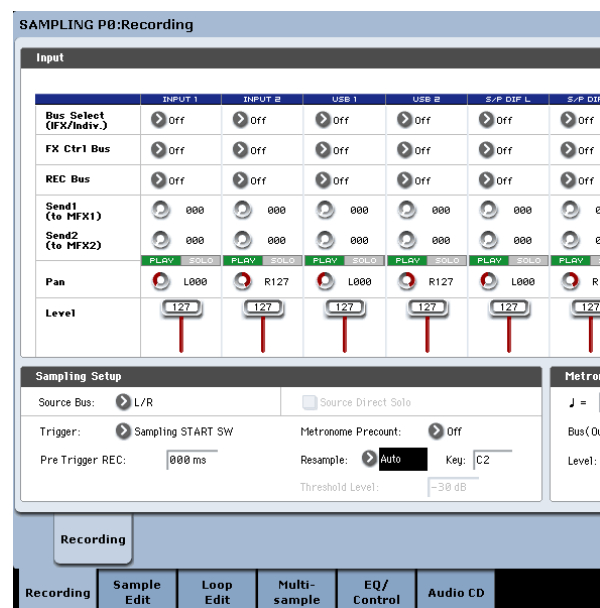 SAMPLING P0:Recording
Input
INPUT 1 INPUT 2 USB 1 USB 2 S/P DIF L S/P DIF
Bus Select (IFX/Indiv.) Off Off Off Off Off Off
FX Ctrl Bus Off Off Off Off Off Off
REC Bus Off Off Off Off Off Off
Send1 (to MFX1) 000 000 000 000 000
Send2 (to MFX2) 000 000 000 000 000
PLAY SOLO PLAY SOLO PLAY SOLO PLAY SOLO PLAY SOLO PLAY
Pan L000 R127 L000 R127 L000 R
Level 127 127 127 127 127 127
Sampling Setup Metro
Source Bus: L/R Source Direct Solo ♩ =
Trigger: Sampling START SW Metronome Precount: Off Bus(Ou
Pre Trigger REC: 000 ms Resample: Auto Key: C2 Level:
Threshold Level: -30 dB
Recording
Recording Sample Edit Loop Edit Multi-sample EQ/Control Audio CD